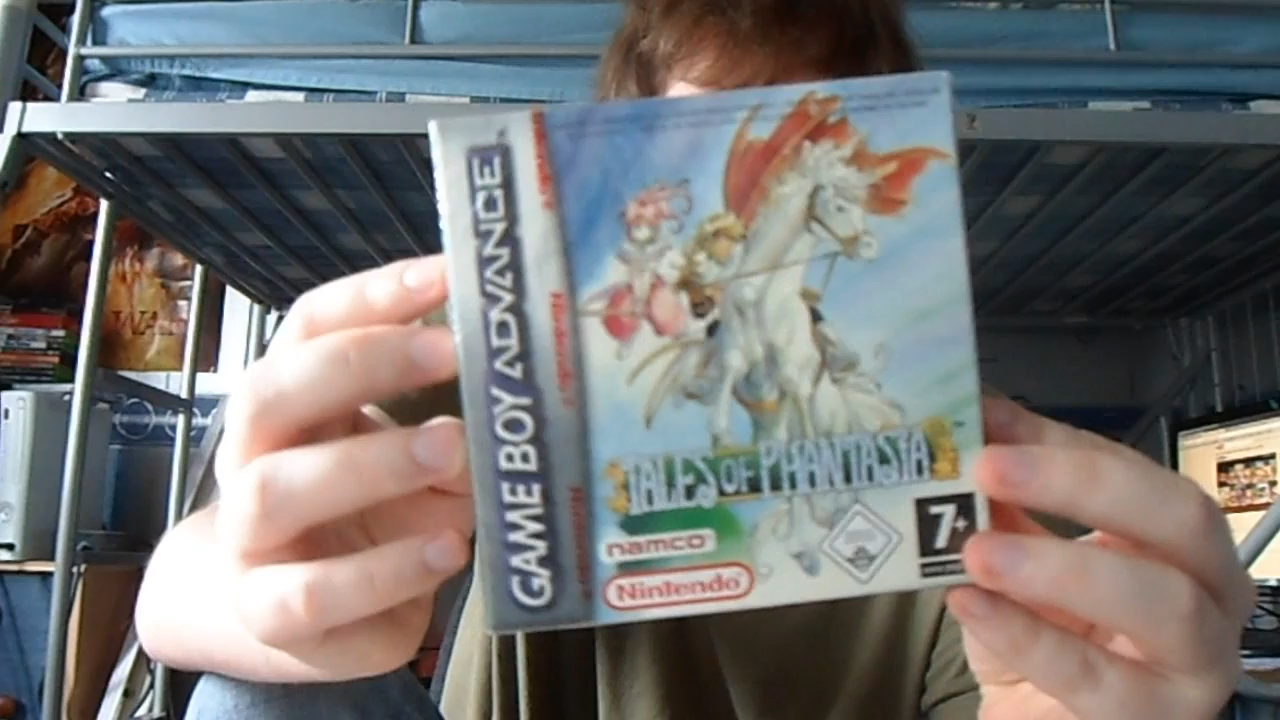 GAME BOY ADVANCE
TALES OF PHANTASIA
namco
Nintendo
7+